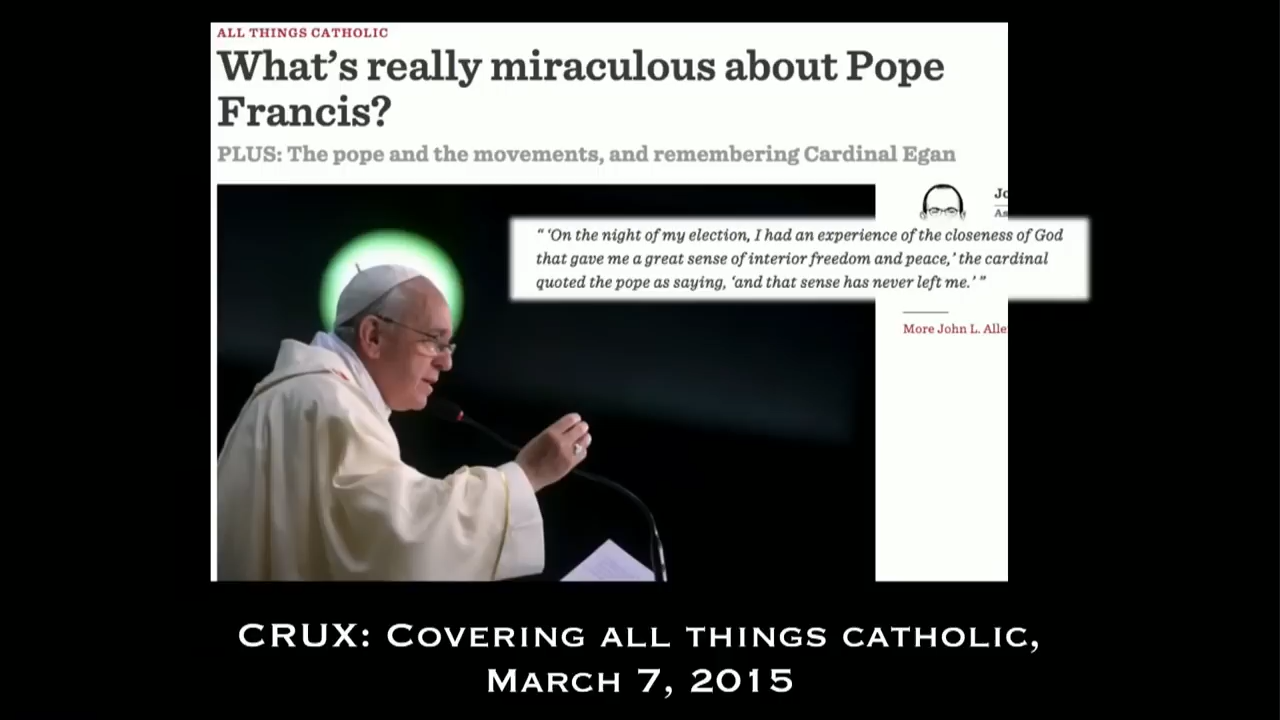 ALL THINGS CATHOLIC
What's really miraculous about Pope
Francis?
PLUS: The pope and the movements, and remembering Cardinal Egan
Jo
As
“ ‘On the night of my election, I had an experience of the closeness of God
that gave me a great sense of interior freedom and peace,’ the cardinal
quoted the pope as saying, ‘and that sense has never left me.’ ”
More John L. Alle
CRUX: COVERING ALL THINGS CATHOLIC,
MARCH 7, 2015